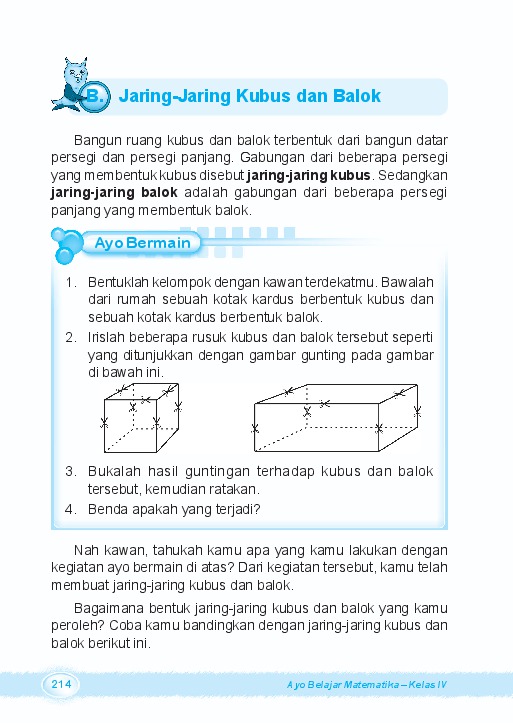 B. Jaring-Jaring Kubus dan Balok
Bangun ruang kubus dan balok terbentuk dari bangun datar
persegi dan persegi panjang. Gabungan dari beberapa persegi
yang membentuk kubus disebut jaring-jaring kubus. Sedangkan
jaring-jaring balok adalah gabungan dari beberapa persegi
panjang yang membentuk balok.
Ayo Bermain
1. Bentuklah kelompok dengan kawan terdekatmu. Bawalah
dari rumah sebuah kotak kardus berbentuk kubus dan
sebuah kotak kardus berbentuk balok.
2. Irislah beberapa rusuk kubus dan balok tersebut seperti
yang ditunjukkan dengan gambar gunting pada gambar
di bawah ini.
3. Bukalah hasil guntingan terhadap kubus dan balok
tersebut, kemudian ratakan.
4. Benda apakah yang terjadi?
Nah kawan, tahukah kamu apa yang kamu lakukan dengan
kegiatan ayo bermain di atas? Dari kegiatan tersebut, kamu telah
membuat jaring-jaring kubus dan balok.
Bagaimana bentuk jaring-jaring kubus dan balok yang kamu
peroleh? Coba kamu bandingkan dengan jaring-jaring kubus dan
balok berikut ini.
214 Ayo Belajar Matematika – Kelas IV